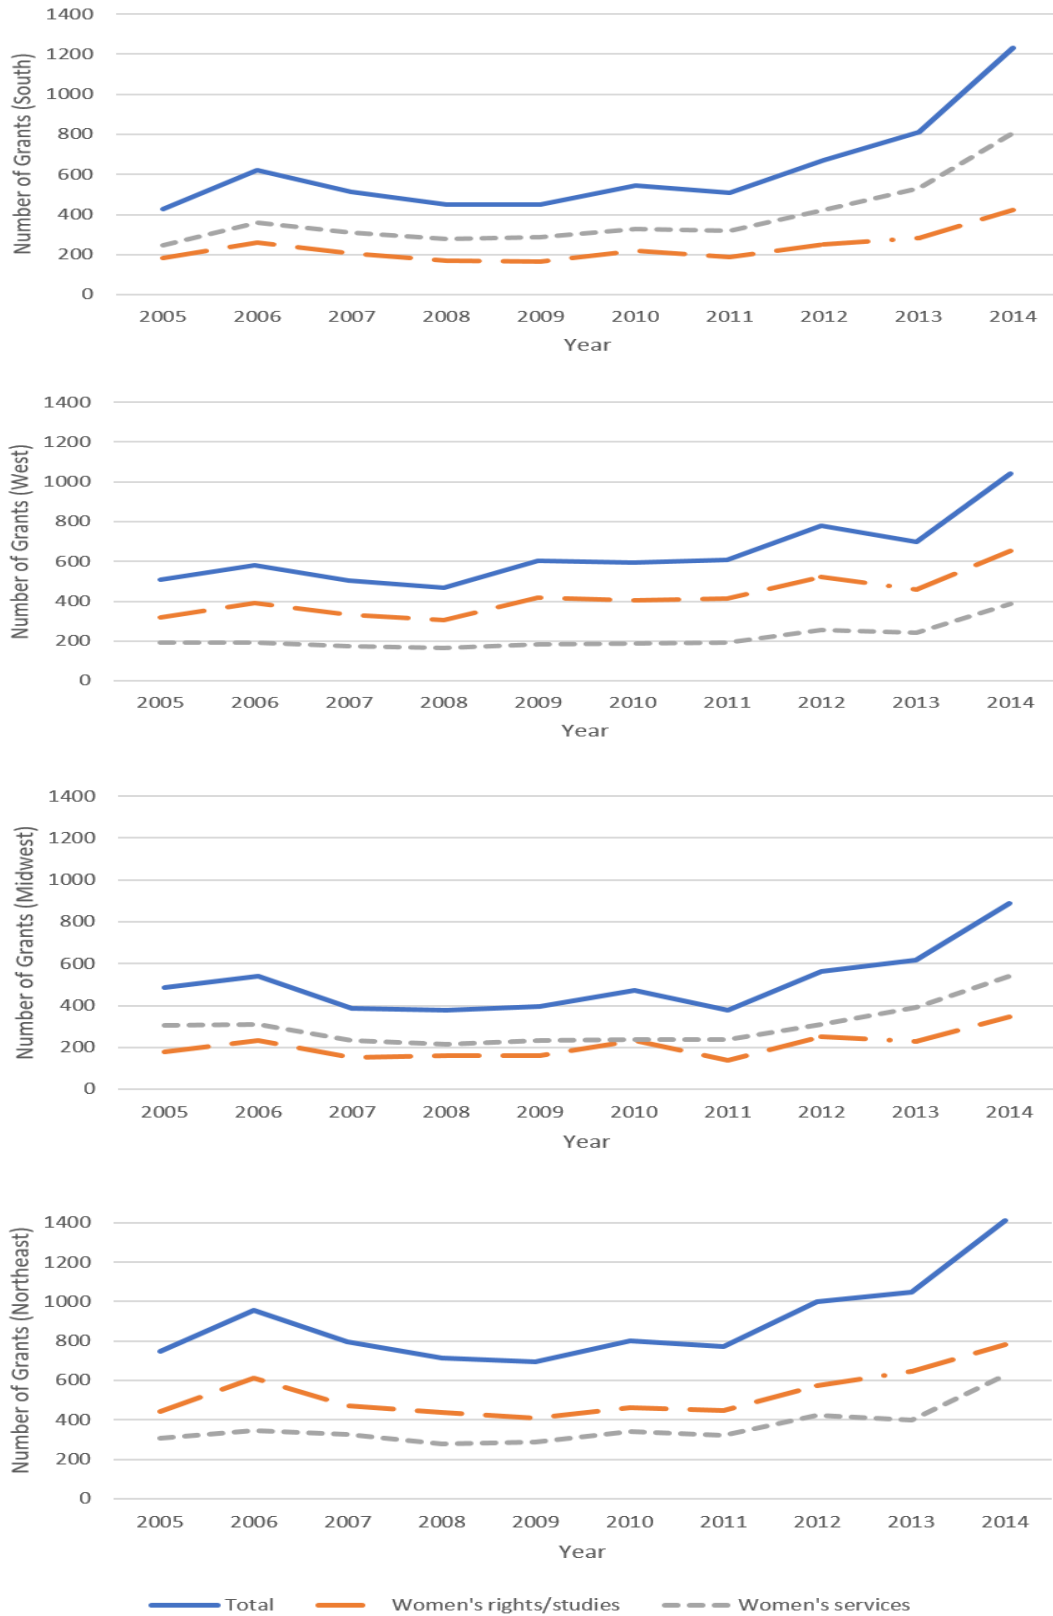 Number of Grants (South)
1400
1200
1000
800
600
400
200
0
2005 2006 2007 2008 2009 2010 2011 2012 2013 2014
Year
Number of Grants (West)
1400
1200
1000
800
600
400
200
0
2005 2006 2007 2008 2009 2010 2011 2012 2013 2014
Year
Number of Grants (Midwest)
1400
1200
1000
800
600
400
200
0
2005 2006 2007 2008 2009 2010 2011 2012 2013 2014
Year
Number of Grants (Northeast)
1400
1200
1000
800
600
400
200
0
2005 2006 2007 2008 2009 2010 2011 2012 2013 2014
Year
Total Women's rights/studies Women's services